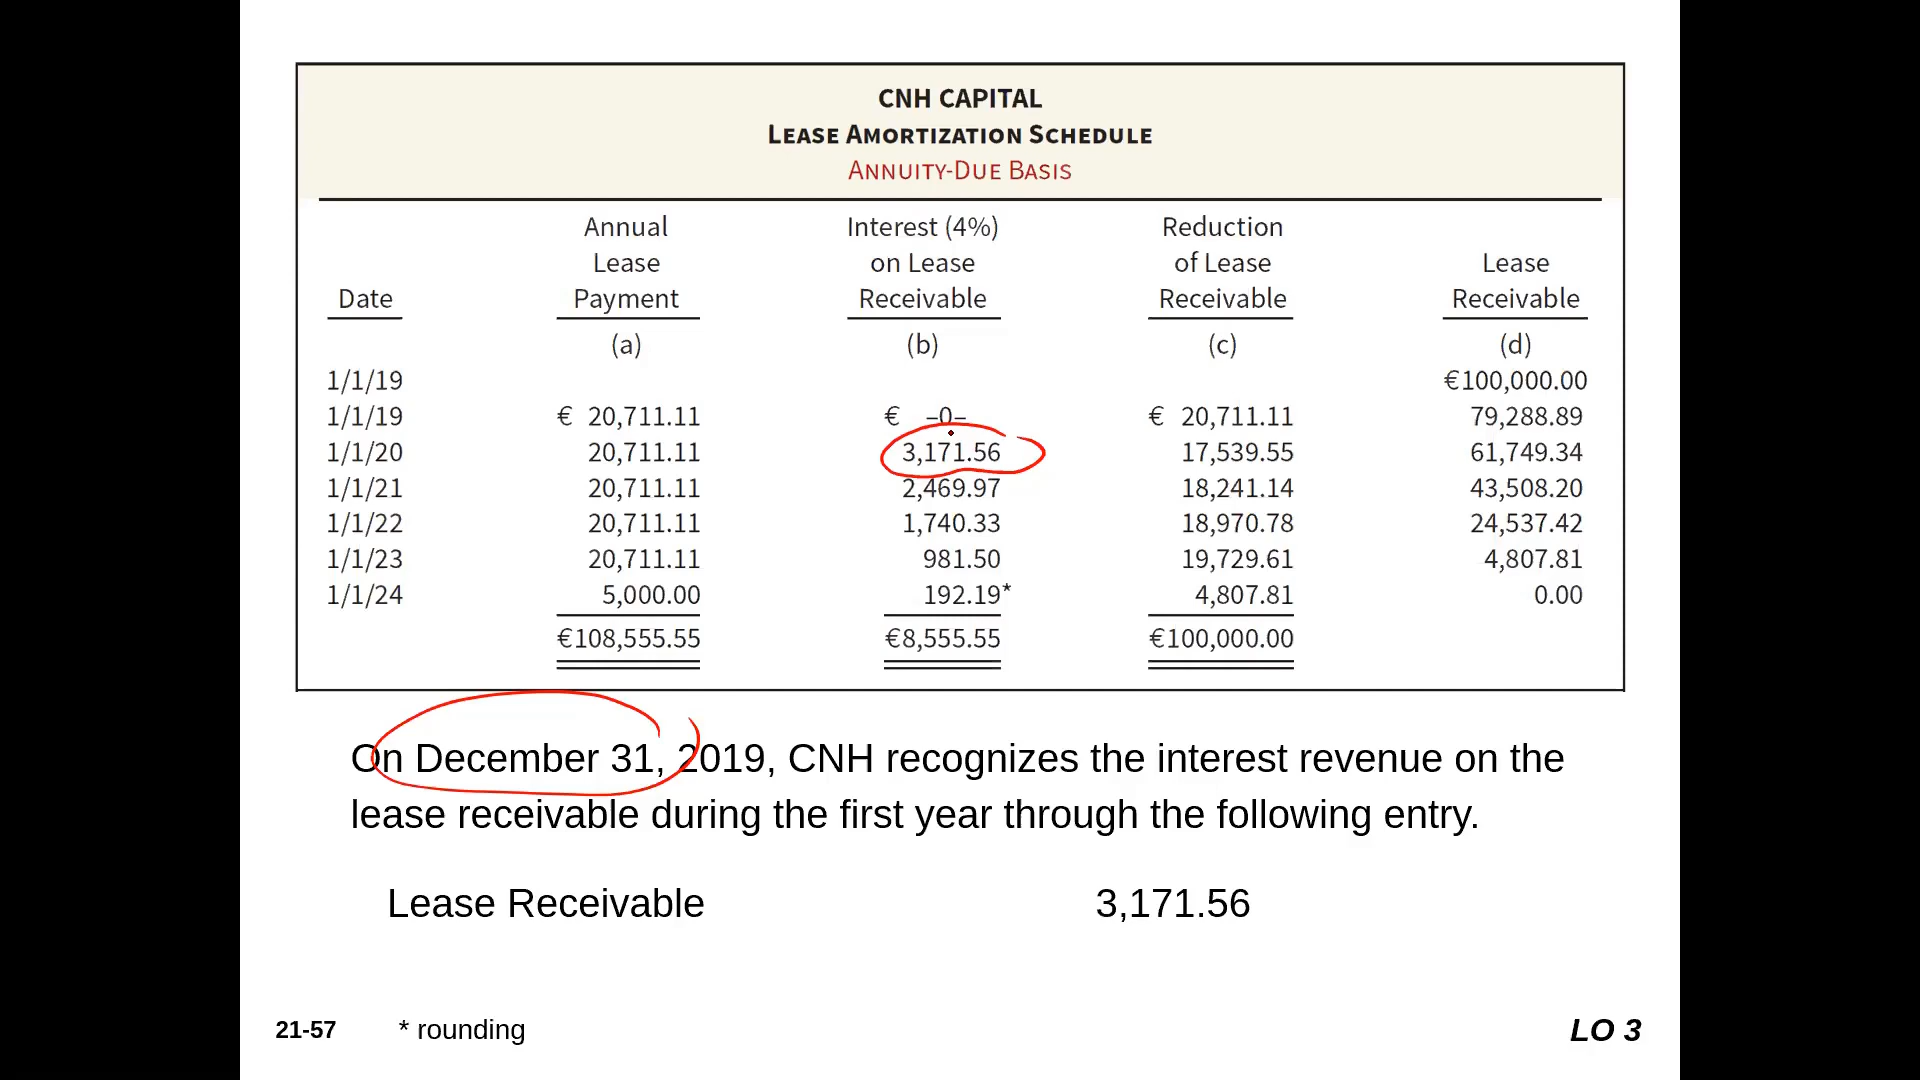 CNH CAPITAL
LEASE AMORTIZATION SCHEDULE
ANNUITY-DUE BASIS
Annual Interest (4%) Reduction
Lease on Lease of Lease Lease
Date Payment Receivable Receivable Receivable
(a) (b) (c) (d)
1/1/19 €100,000.00
1/1/19 € 20,711.11 € –0– € 20,711.11 79,288.89
1/1/20 20,711.11 3,171.56 17,539.55 61,749.34
1/1/21 20,711.11 2,469.97 18,241.14 43,508.20
1/1/22 20,711.11 1,740.33 18,970.78 24,537.42
1/1/23 20,711.11 981.50 19,729.61 4,807.81
1/1/24 5,000.00 192.19* 4,807.81 0.00
€108,555.55 €8,555.55 €100,000.00
On December 31, 2019, CNH recognizes the interest revenue on the
lease receivable during the first year through the following entry.
Lease Receivable 3,171.56
21-57 * rounding LO 3